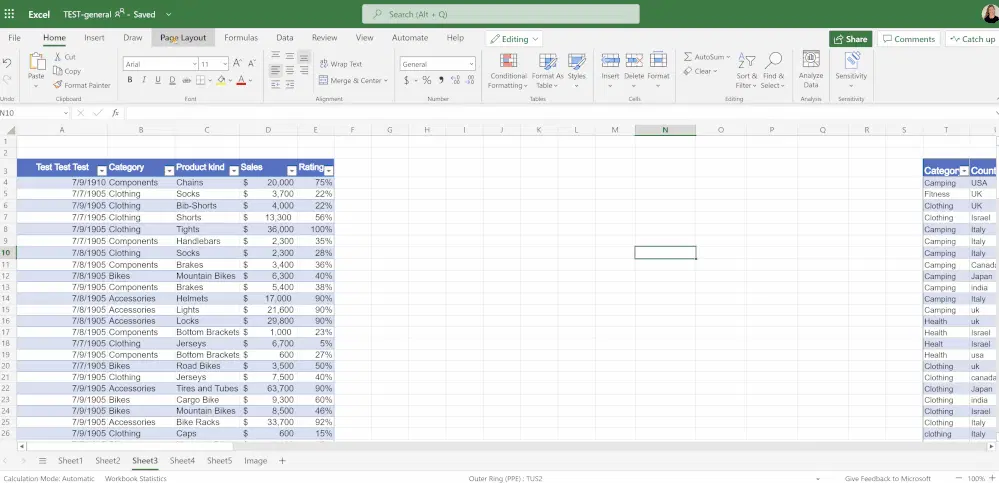 Excel TEST-general - Saved
Search (Alt + Q)
File Home Insert Draw Page Layout Formulas Data Review View Automate Help Editing Share Comments Catch up
Undo
Paste Cut Copy Format Painter
Clipboard
Arial 11
B I U D ab A
Font
Wrap Text
Merge & Center
Alignment
General
$ % 9
Number
Conditional Formatting Format As Table Styles
Tables
Insert Delete Format
Cells
AutoSum
Clear
Sort & Filter Find & Select
Editing
Analyze Data
Analysis
Sensitivity
Sensitivity
N10 fx
A B C D E F G H I J K L M N O P Q R S T
1
2
3 Test Test Test Category Product kind Sales Rating Categor Count
4 7/9/1910 Components Chains $ 20,000 75% Camping USA
5 7/7/1905 Clothing Socks $ 3,700 22% Fitness UK
6 7/9/1905 Clothing Bib-Shorts $ 4,000 22% Clothing UK
7 7/7/1905 Clothing Shorts $ 13,300 56% Clothing Israel
8 7/9/1905 Clothing Tights $ 36,000 100% Clothing Italy
9 7/7/1905 Components Handlebars $ 2,300 35% Camping Italy
10 7/8/1905 Clothing Socks $ 2,300 28% Camping Italy
11 7/8/1905 Components Brakes $ 3,400 36% Camping Canada
12 7/8/1905 Bikes Mountain Bikes $ 6,300 40% Camping Japan
13 7/9/1905 Components Brakes $ 5,400 38% Camping india
14 7/8/1905 Accessories Helmets $ 17,000 90% Camping Italy
15 7/8/1905 Accessories Lights $ 21,600 90% Camping uk
16 7/8/1905 Accessories Locks $ 29,800 90% Health uk
17 7/8/1905 Components Bottom Brackets $ 1,000 23% Health Israel
18 7/7/1905 Clothing Jerseys $ 6,700 5% Healt Israel
19 7/9/1905 Components Bottom Brackets $ 600 27% Health usa
20 7/7/1905 Bikes Road Bikes $ 3,500 50% Clothing uk
21 7/9/1905 Clothing Jerseys $ 7,500 40% Clothing canada
22 7/9/1905 Accessories Tires and Tubes $ 63,700 90% Clothing Japan
23 7/9/1905 Bikes Cargo Bike $ 9,300 60% Clothing india
24 7/9/1905 Bikes Mountain Bikes $ 8,500 46% Clothing Israel
25 7/9/1905 Accessories Bike Racks $ 33,700 92% Clothing Italy
26 7/9/1905 Clothing Caps $ 600 15% clothing Italy
Sheet1 Sheet2 Sheet3 Sheet4 Sheet5 Image +
Calculation Mode: Automatic Workbook Statistics Outer Ring (PPE) : TUS2 Give Feedback to Microsoft − 100% +